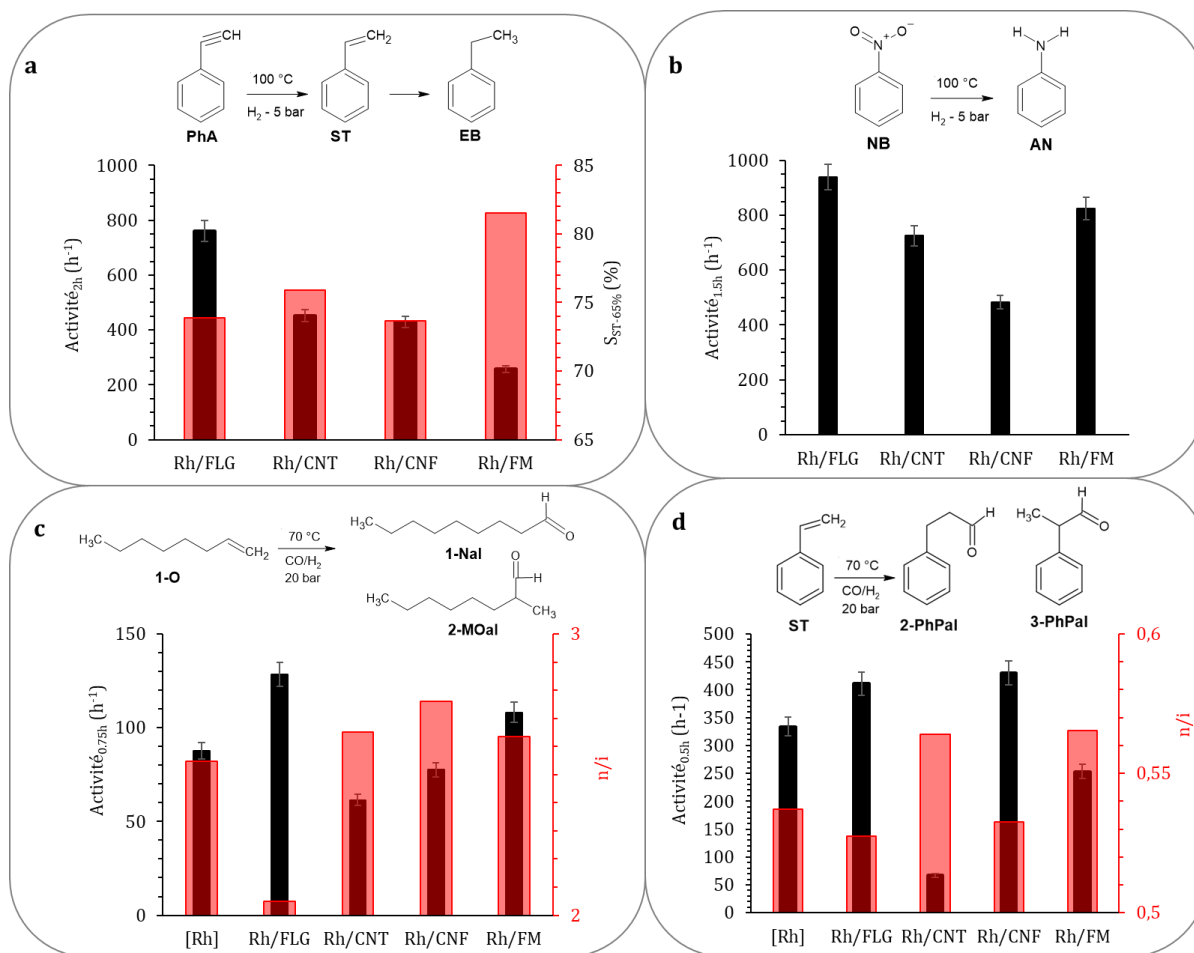 a
CH
CH2
CH3
100 °C
H2 - 5 bar
PhA
ST
EB
1000
800
600
400
200
0
Activité2h (h-1)
85
80
75
70
65
SST-65% (%)
Rh/FLG Rh/CNT Rh/CNF Rh/FM
b
O N+ O−
H N H
100 °C
H2 - 5 bar
NB
AN
1000
800
600
400
200
0
Activité1.5h (h-1)
Rh/FLG Rh/CNT Rh/CNF Rh/FM
c
H3C CH2
1-O
70 °C
CO/H2
20 bar
H3C H O
1-Nal
O H
H3C CH3
2-MOal
150
100
50
0
Activité0.75h (h-1)
3
2
n/i
[Rh] Rh/FLG Rh/CNT Rh/CNF Rh/FM
d
CH2
ST
70 °C
CO/H2
20 bar
H O
2-PhPal
H3C H O
3-PhPal
500
450
400
350
300
250
200
150
100
50
0
Activité0.5h (h-1)
0,6
0,55
0,5
n/i
[Rh] Rh/FLG Rh/CNT Rh/CNF Rh/FM